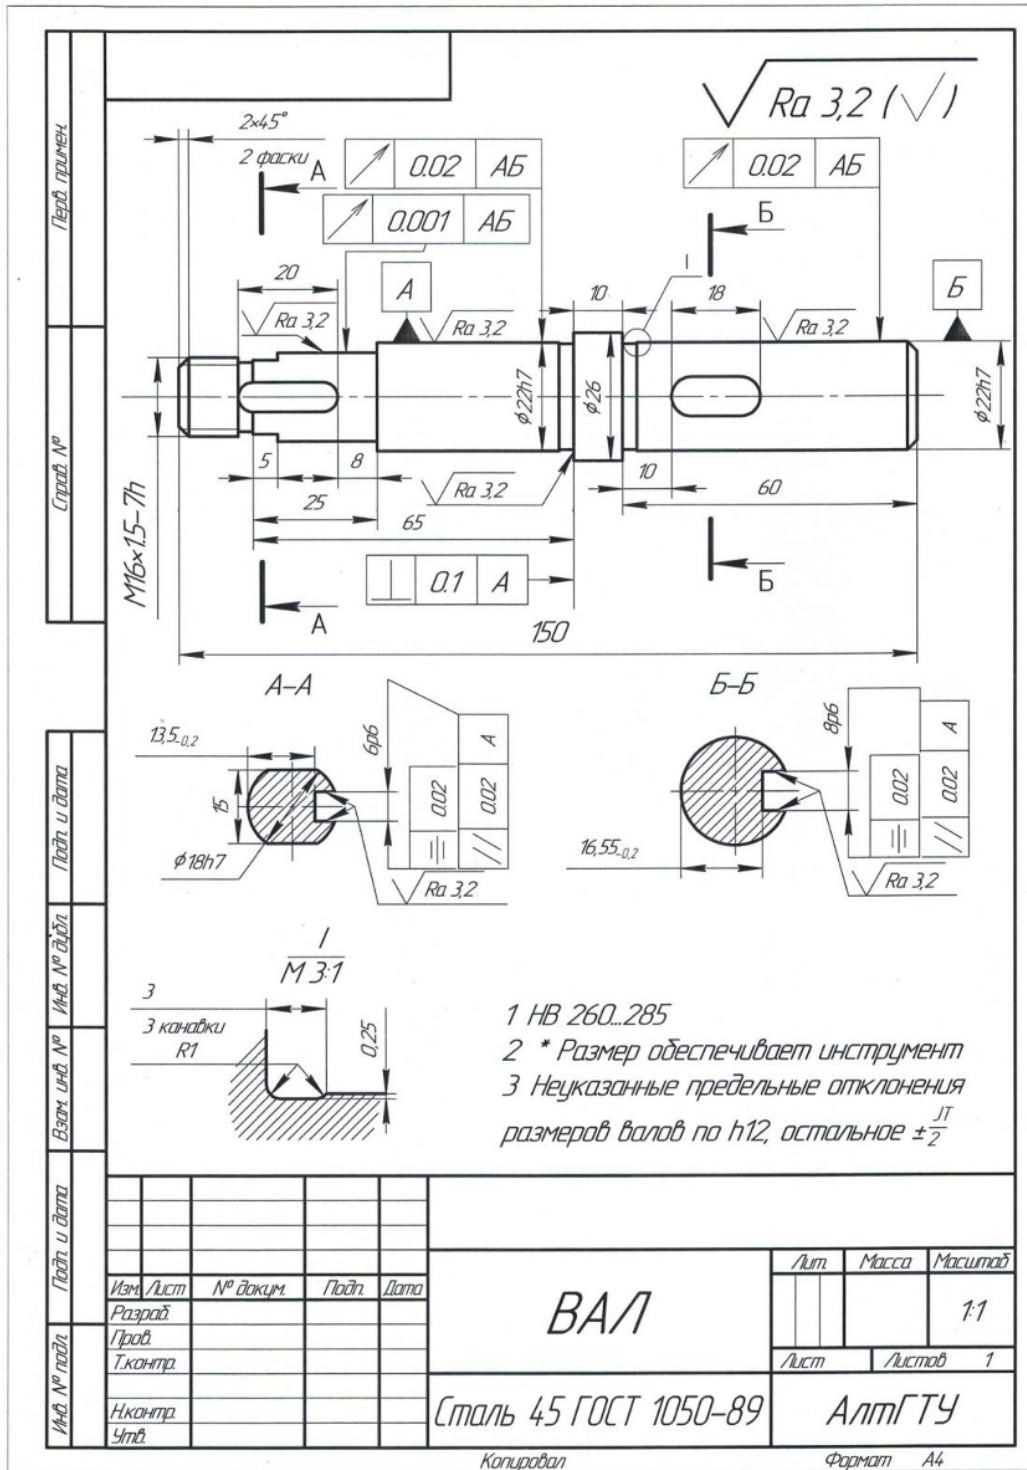 Перв. примен.
Справ. №
Подп. и дата
Инв. № дубл.
Взам. инв. №
Подп. и дата
Инв. № подл.
Ra 3,2 (√)
2×45°
2 фаски
А
0.02 АБ
0.001 АБ
0.02 АБ
Б
I
20
Ra 3,2
А
Ra 3,2
10
18
Ra 3,2
Б
M16×1.5–7h
⌀22h7
⌀26
⌀22h7
5
8
Ra 3,2
10
25
65
60
⊥ 0.1 А
А
Б
150
А–А
13,5-0,2
15
⌀18h7
6p6
0.02
// 0.02 А
Ra 3,2
Б–Б
16,55-0,2
8p6
0.02
// 0.02 А
Ra 3,2
I
М 3:1
3
3 канавки
R1
0,25
1 НВ 260...285
2 * Размер обеспечивает инструмент
3 Неуказанные предельные отклонения
размеров валов по h12, остальное ±JT/2
Изм. Лист № докум. Подп. Дата
Разраб.
Пров.
Т.контр.
Н.контр.
Утв.
ВАЛ
Сталь 45 ГОСТ 1050–89
Лит. Масса Масштаб
1:1
Лист Листов 1
АлтГТУ
Копировал Формат А4